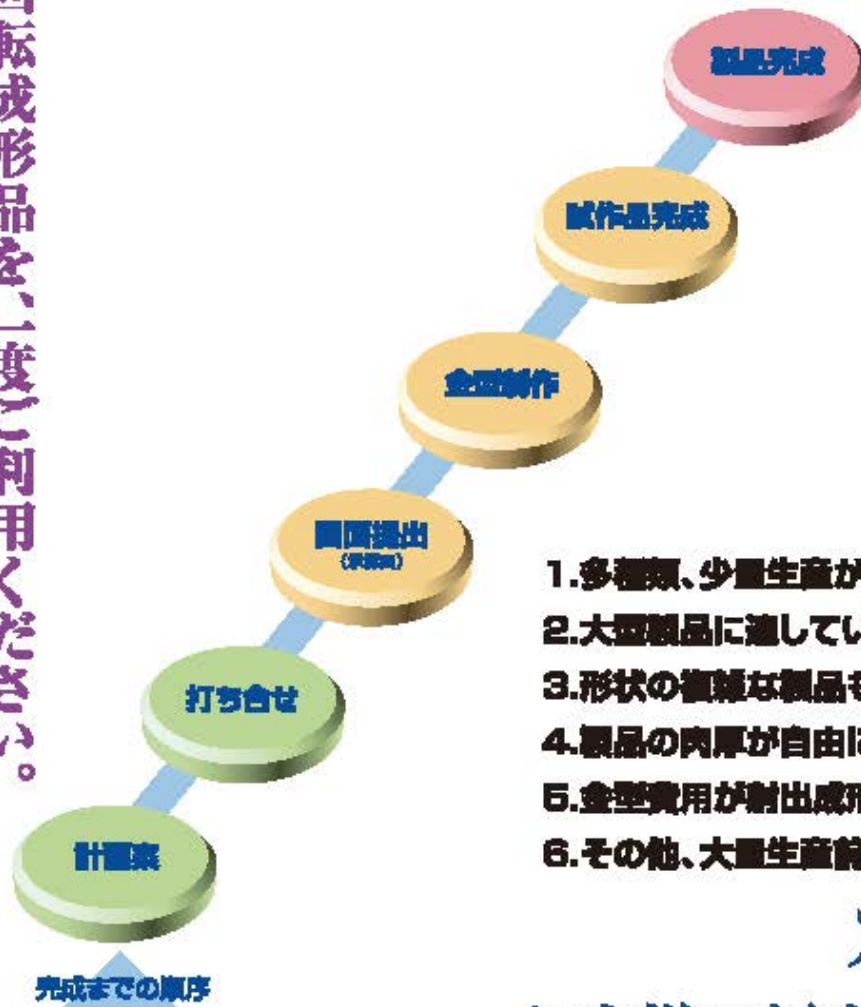 回転成形品を、一度ご利用ください。
製品完成
試作品完成
金型制作
図面提出
(承認図)
打ち合せ
計画案
完成までの順序
1.多種類、少量生産が
2.大型製品に適してい
3.形状の複雑な製品も
4.製品の肉厚が自由に
5.金型費用が射出成形
6.その他、大量生産前